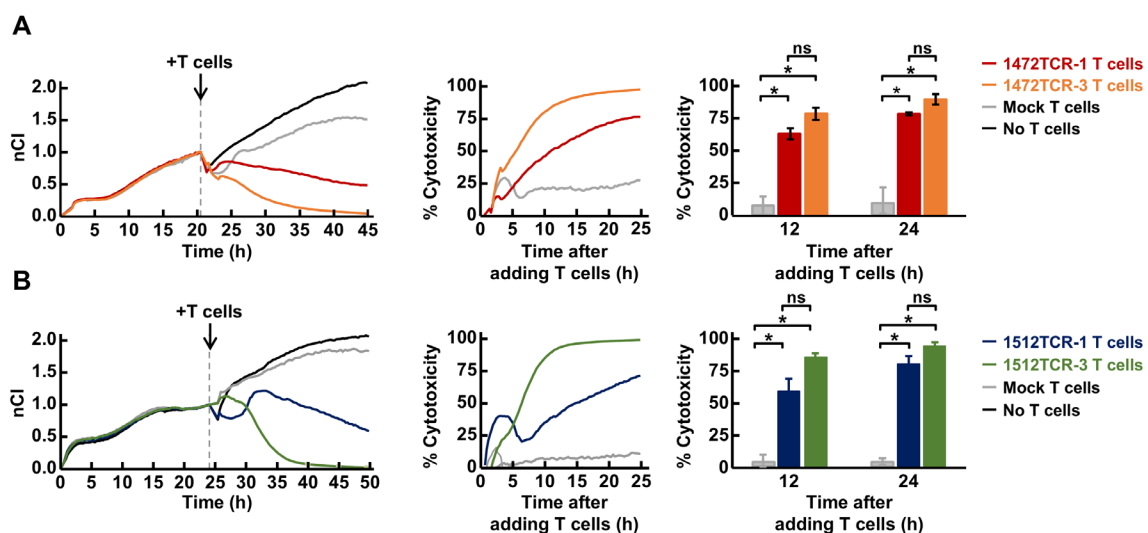 A
+T cells
nCI
2.0
1.5
1.0
0.5
0.0
0 5 10 15 20 25 30 35 40 45
Time (h)
% Cytotoxicity
100
75
50
25
0
0 5 10 15 20 25
Time after
adding T cells (h)
% Cytotoxicity
100
75
50
25
0
ns ns
* *
* *
12 24
Time after
adding T cells (h)
1472TCR-1 T cells
1472TCR-3 T cells
Mock T cells
No T cells
B
+T cells
nCI
2.0
1.5
1.0
0.5
0.0
0 5 10 15 20 25 30 35 40 45 50
Time (h)
% Cytotoxicity
100
75
50
25
0
0 5 10 15 20 25
Time after
adding T cells (h)
% Cytotoxicity
100
75
50
25
0
ns ns
* *
* *
12 24
Time after
adding T cells (h)
1512TCR-1 T cells
1512TCR-3 T cells
Mock T cells
No T cells